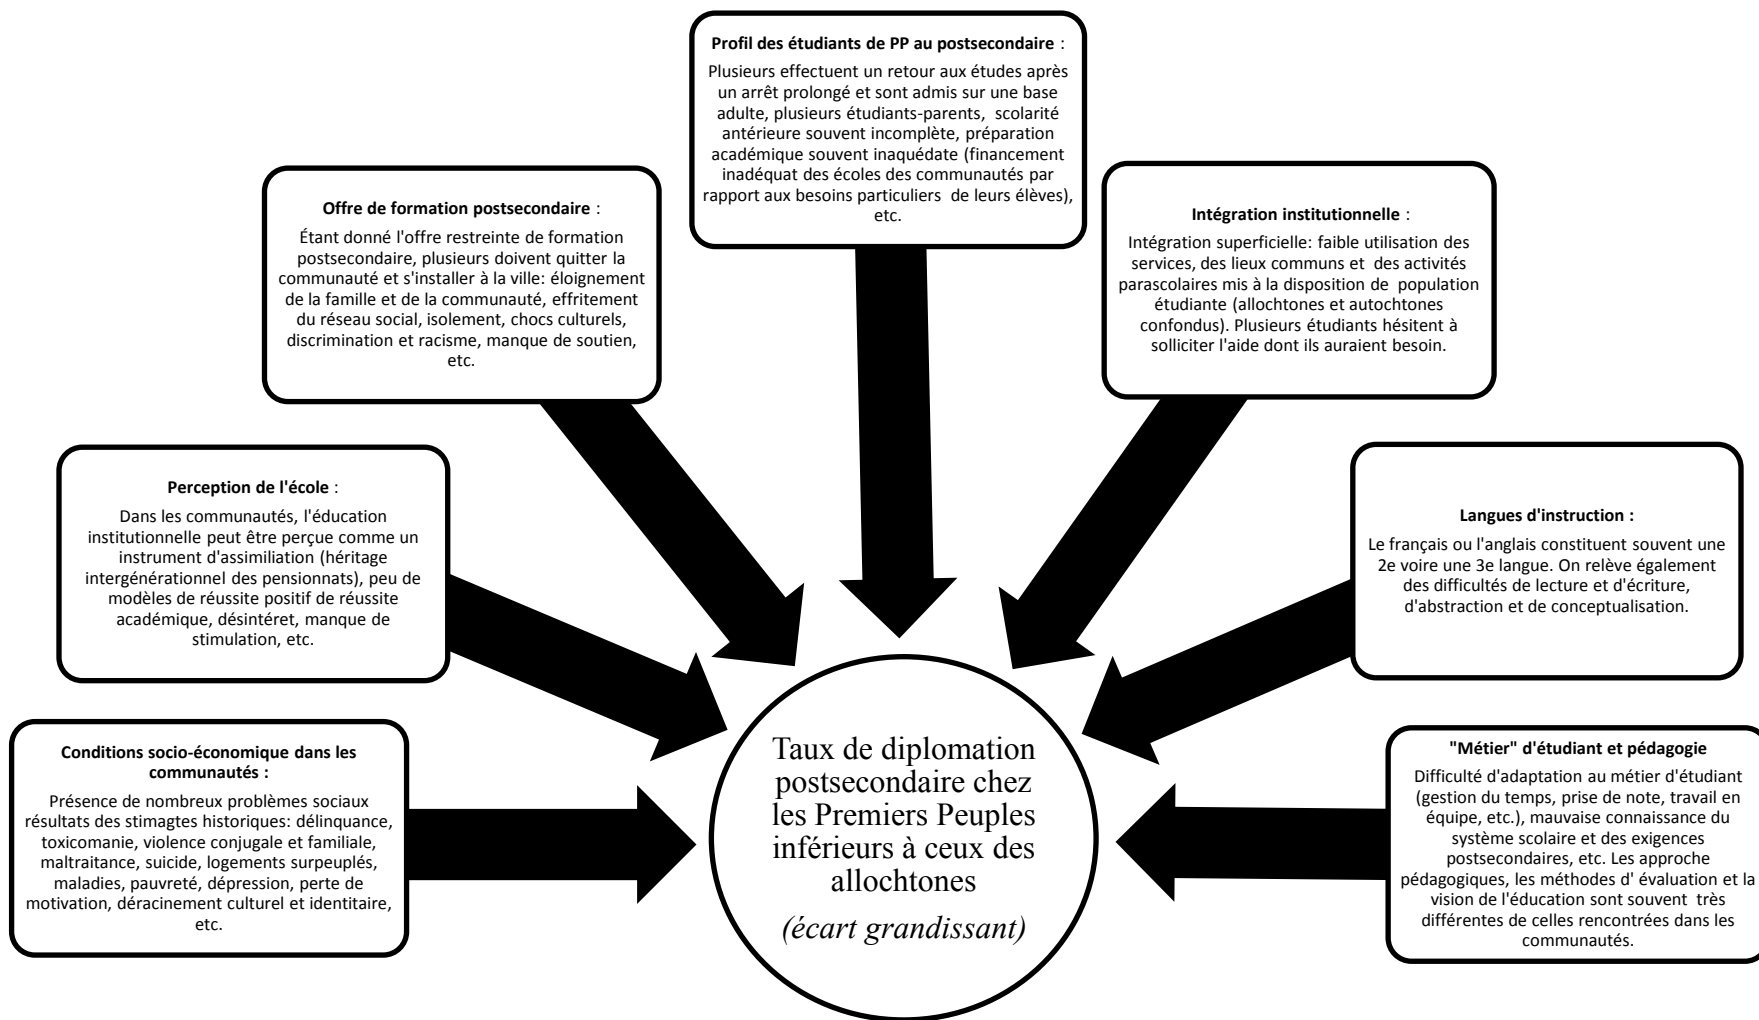 Profil des étudiants de PP au postsecondaire :
Plusieurs effectuent un retour aux études après
un arrêt prolongé et sont admis sur une base
adulte, plusieurs étudiants-parents, scolarité
antérieure souvent incomplète, préparation
académique souvent inaquédate (financement
inadéquat des écoles des communautés par
rapport aux besoins particuliers de leurs élèves),
etc.
Offre de formation postsecondaire :
Étant donné l'offre restreinte de formation
postsecondaire, plusieurs doivent quitter la
communauté et s'installer à la ville: éloignement
de la famille et de la communauté, effritement
du réseau social, isolement, chocs culturels,
discrimination et racisme, manque de soutien,
etc.
Intégration institutionnelle :
Intégration superficielle: faible utilisation des
services, des lieux communs et des activités
parascolaires mis à la disposition de population
étudiante (allochtones et autochtones
confondus). Plusieurs étudiants hésitent à
solliciter l'aide dont ils auraient besoin.
Perception de l'école :
Dans les communautés, l'éducation
institutionnelle peut être perçue comme un
instrument d'assimiliation (héritage
intergénérationnel des pensionnats), peu de
modèles de réussite positif de réussite
académique, désintéret, manque de
stimulation, etc.
Langues d'instruction :
Le français ou l'anglais constituent souvent une
2e voire une 3e langue. On relève également
des difficultés de lecture et d'écriture,
d'abstraction et de conceptualisation.
Conditions socio-économique dans les
communautés :
Présence de nombreux problèmes sociaux
résultats des stimagtes historiques: délinquance,
toxicomanie, violence conjugale et familiale,
maltraitance, suicide, logements surpeuplés,
maladies, pauvreté, dépression, perte de
motivation, déracinement culturel et identitaire,
etc.
Taux de diplomation
postsecondaire chez
les Premiers Peuples
inférieurs à ceux des
allochtones
(écart grandissant)
"Métier" d'étudiant et pédagogie
Difficulté d'adaptation au métier d'étudiant
(gestion du temps, prise de note, travail en
équipe, etc.), mauvaise connaissance du
système scolaire et des exigences
postsecondaires, etc. Les approche
pédagogiques, les méthodes d' évaluation et la
vision de l'éducation sont souvent très
différentes de celles rencontrées dans les
communautés.